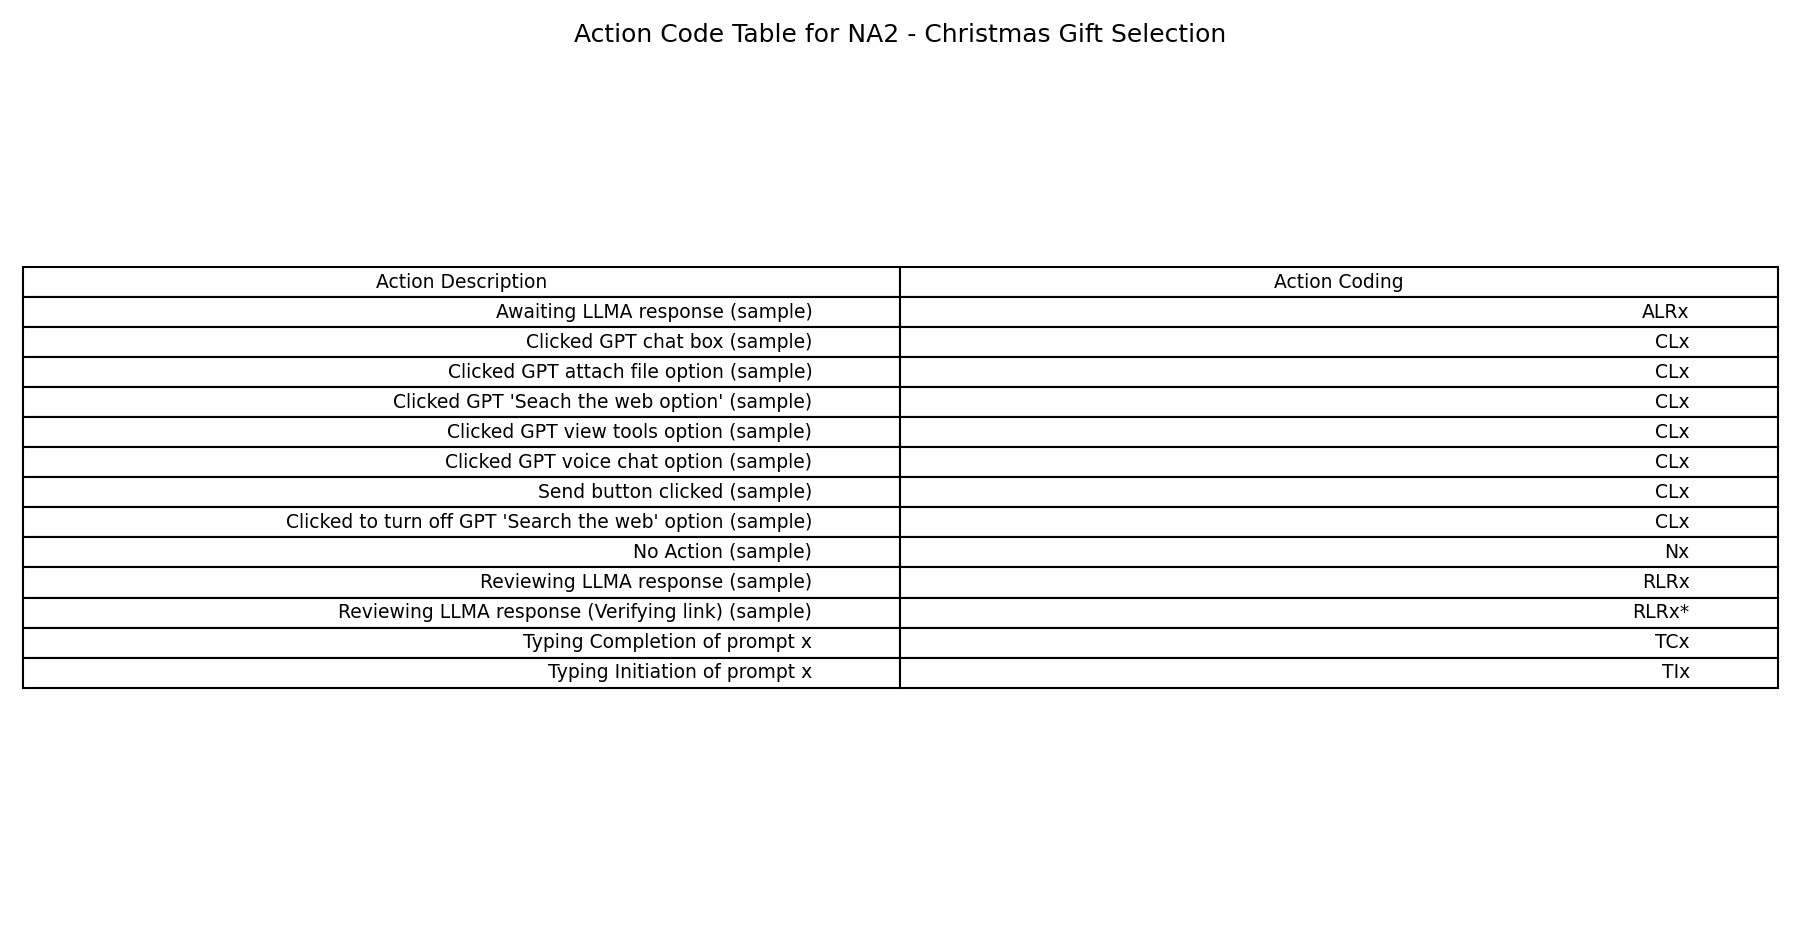 Action Code Table for NA2 - Christmas Gift Selection
Action Description Action Coding
Awaiting LLMA response (sample) ALRx
Clicked GPT chat box (sample) CLx
Clicked GPT attach file option (sample) CLx
Clicked GPT 'Seach the web option' (sample) CLx
Clicked GPT view tools option (sample) CLx
Clicked GPT voice chat option (sample) CLx
Send button clicked (sample) CLx
Clicked to turn off GPT 'Search the web' option (sample) CLx
No Action (sample) Nx
Reviewing LLMA response (sample) RLRx
Reviewing LLMA response (Verifying link) (sample) RLRx*
Typing Completion of prompt x TCx
Typing Initiation of prompt x TIx